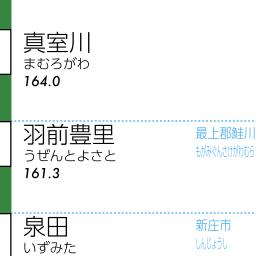 真室川
まむろがわ
164.0
羽前豊里
うぜんとよさと
161.3
最上郡鮭川
もがみぐんさけがわむら
泉田
いずみた
新庄市
しんじょうし